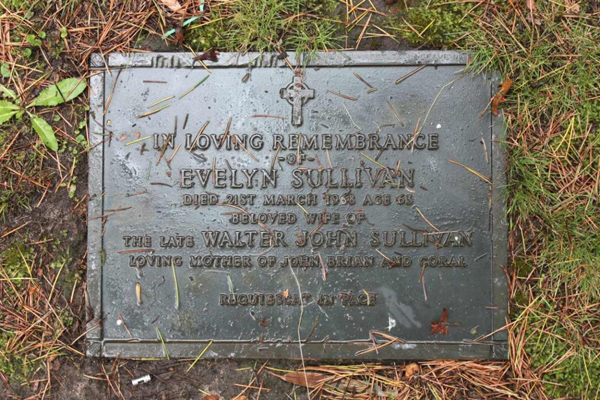 IN LOVING REMEMBRANCE
-OF-
EVELYN SULLIVAN
DIED 21ST MARCH 1968 AGE 63
BELOVED WIFE OF
THE LATE WALTER JOHN SULLIVAN
LOVING MOTHER OF JOHN, BRIAN AND CORAL
REQUIESCAT IN PACE